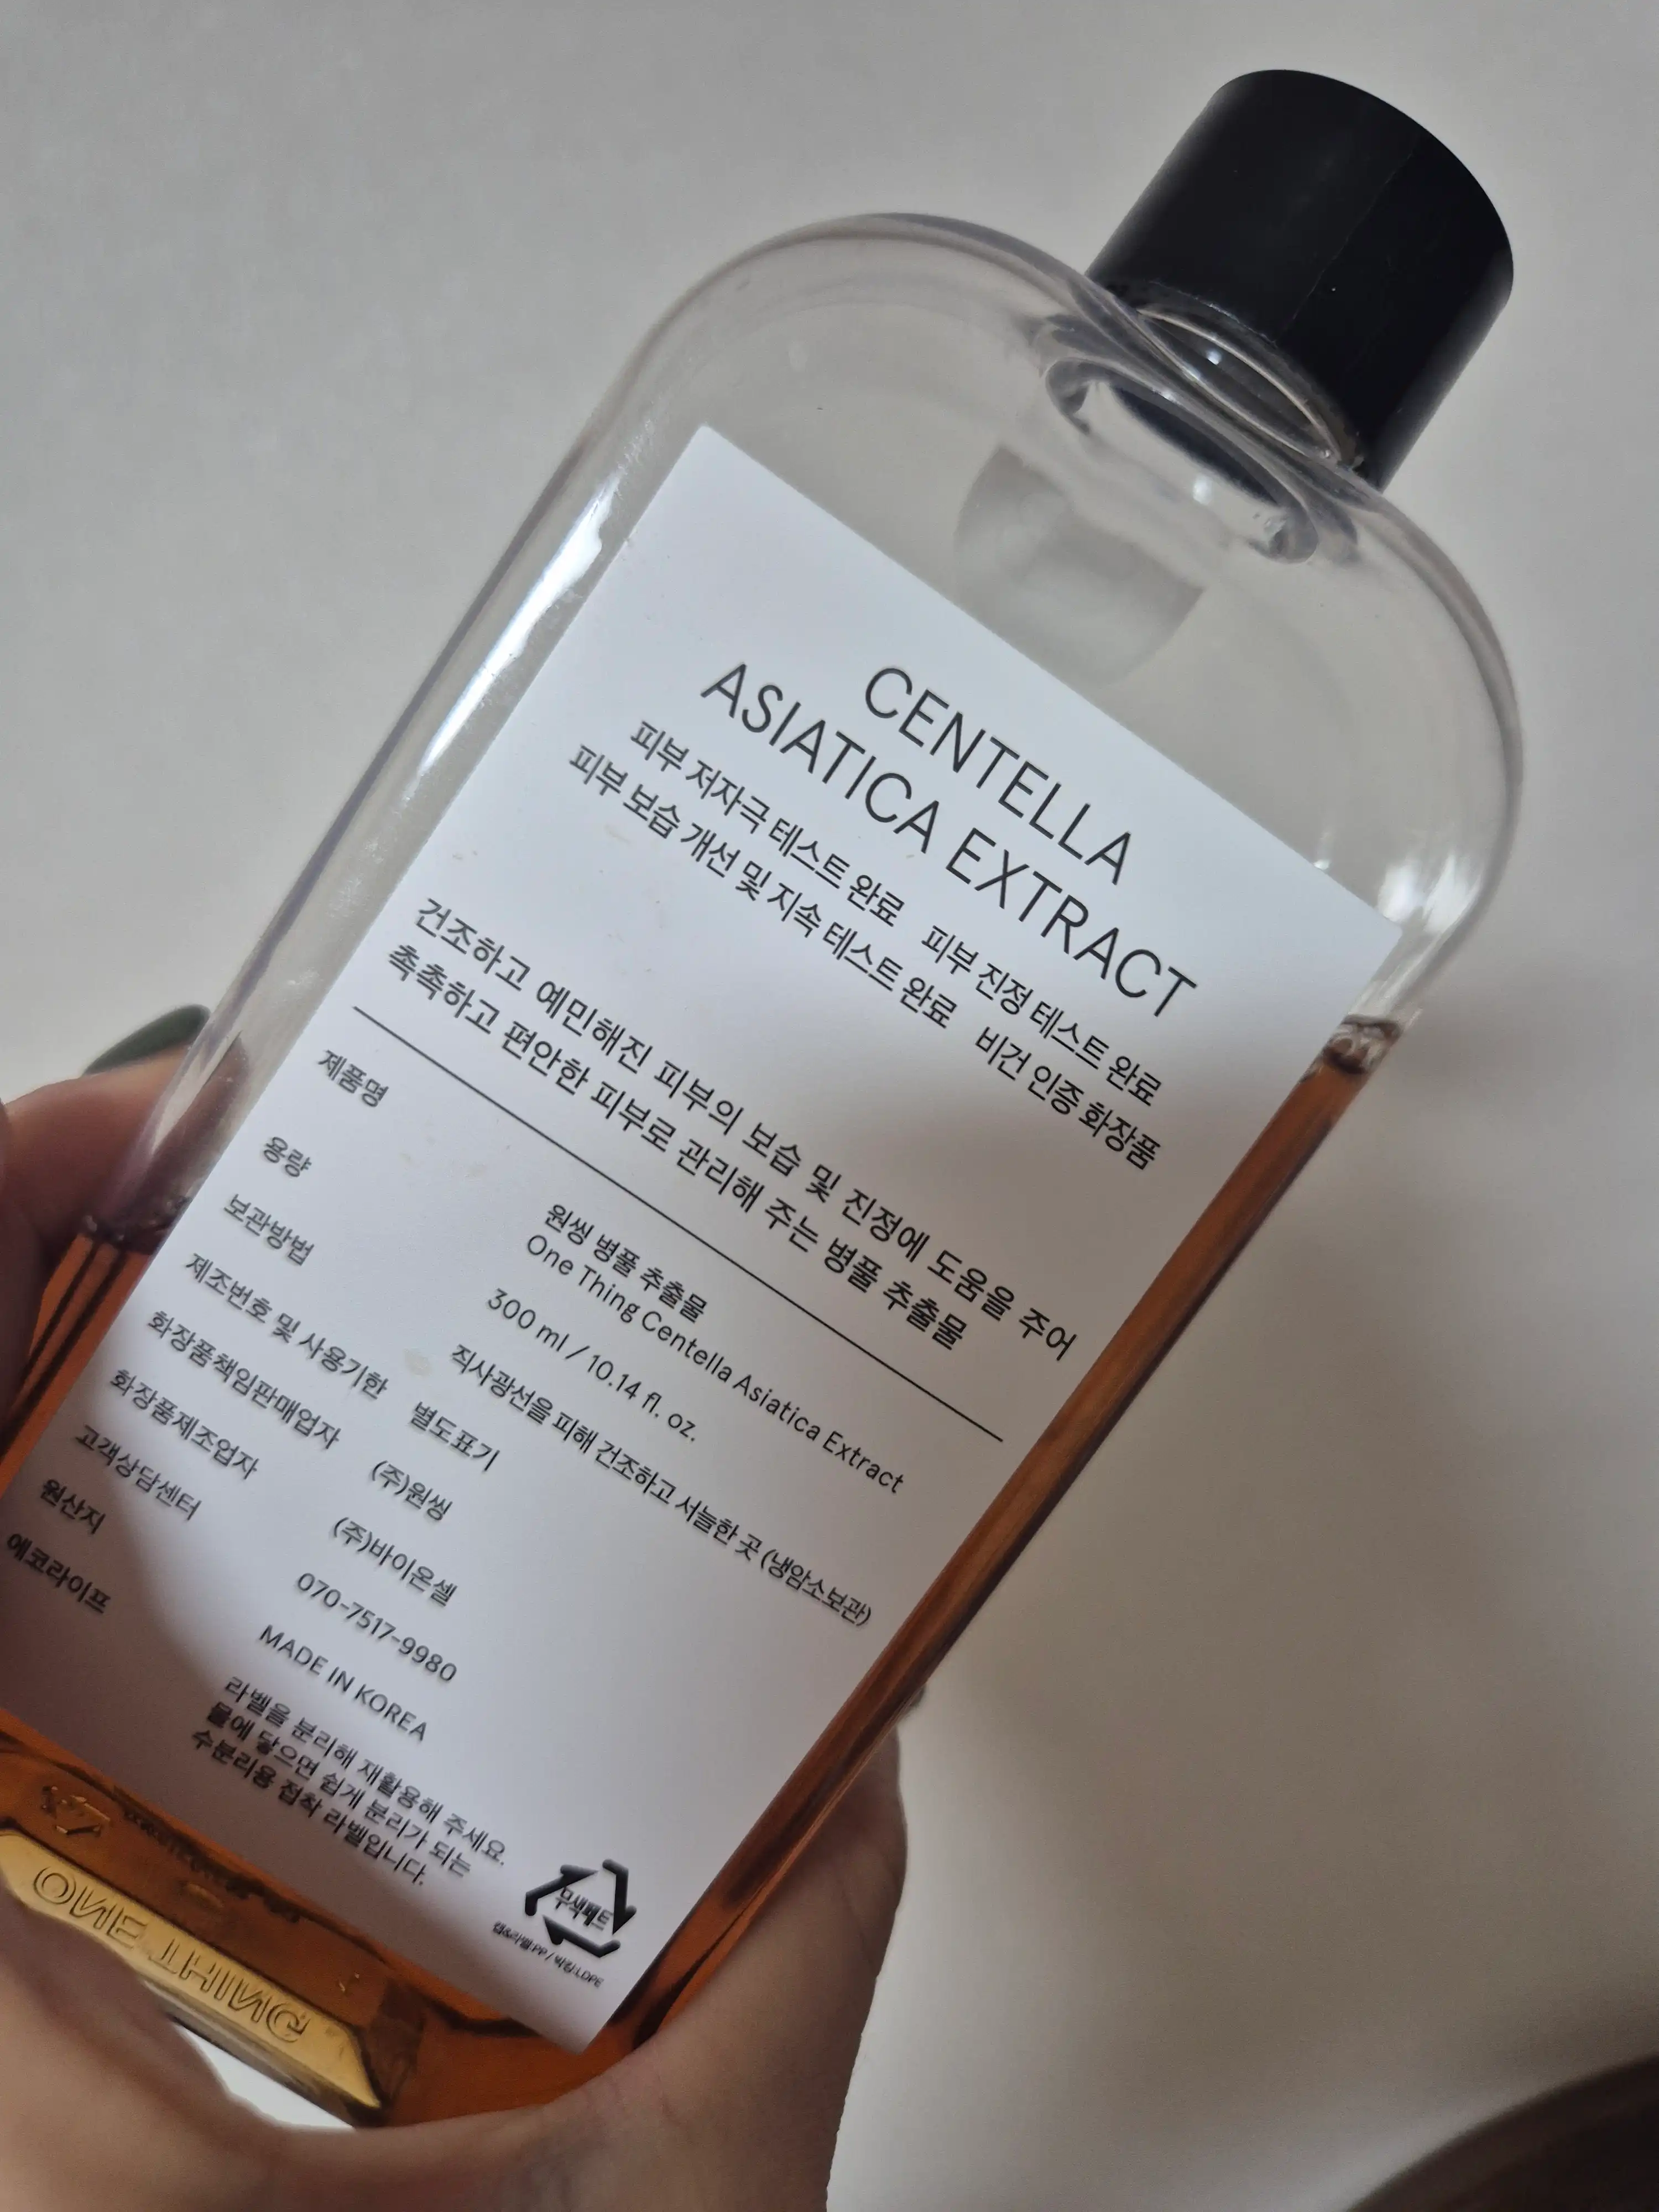 CENTELLA
ASIATICA EXTRACT
피부 저자극 테스트 완료 피부 진정 테스트 완료
피부 보습 개선 및 지속 테스트 완료 비건 인증 화장품
건조하고 예민해진 피부의 보습 및 진정에 도움을 주어
촉촉하고 편안한 피부로 관리해 주는 병풀 추출물
제품명 원씽 병풀 추출물
One Thing Centella Asiatica Extract
용량 300 ml / 10.14 fl. oz.
보관방법 직사광선을 피해 건조하고 서늘한 곳 (냉암소보관)
제조번호 및 사용기한 별도표기
화장품책임판매업자 (주)원씽
화장품제조업자 (주)바이온셀
고객상담센터 070-7517-9980
원산지 MADE IN KOREA
에코라이프 라벨을 분리해 재활용해 주세요.
물에 닿으면 쉽게 분리가 되는
수분리용 접착 라벨입니다.
무색페트
캡&라벨 PP / 박킹 LDPE
ONE THING